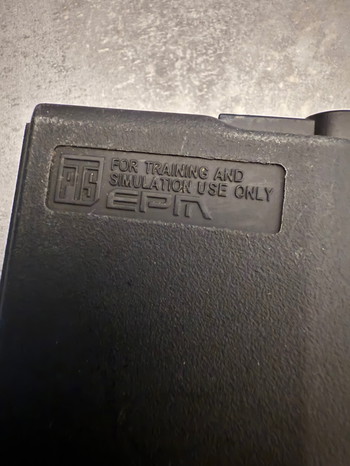 PTS
FOR TRAINING AND
SIMULATION USE ONLY
EPM